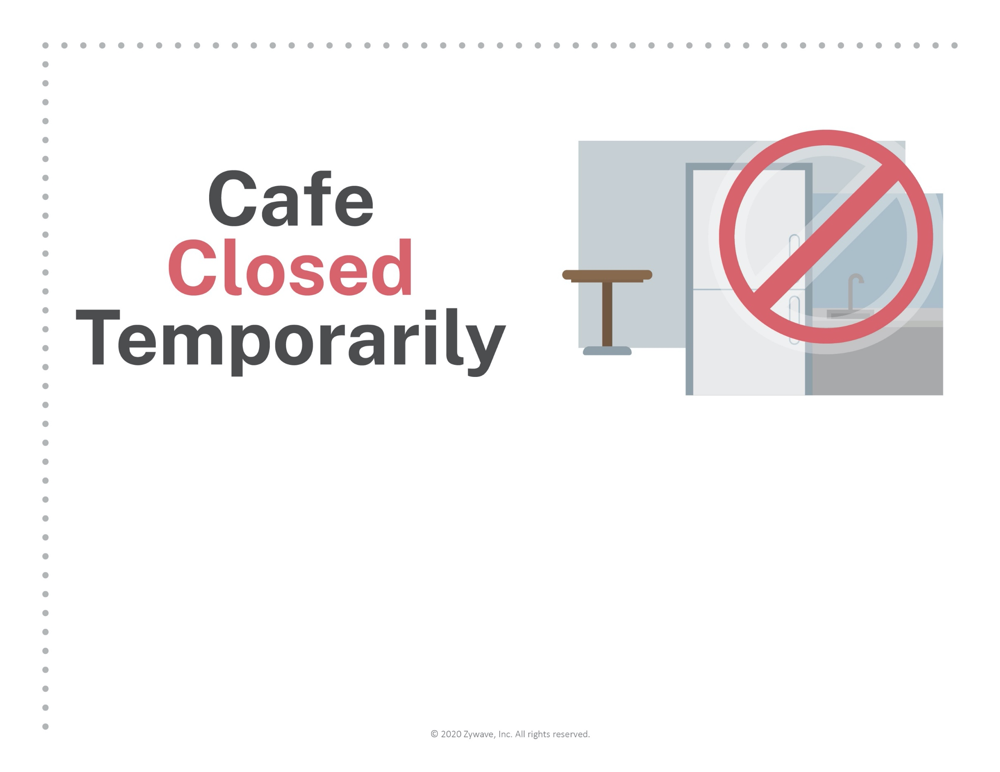 Cafe
Closed
Temporarily
© 2020 Zywave, Inc. All rights reserved.